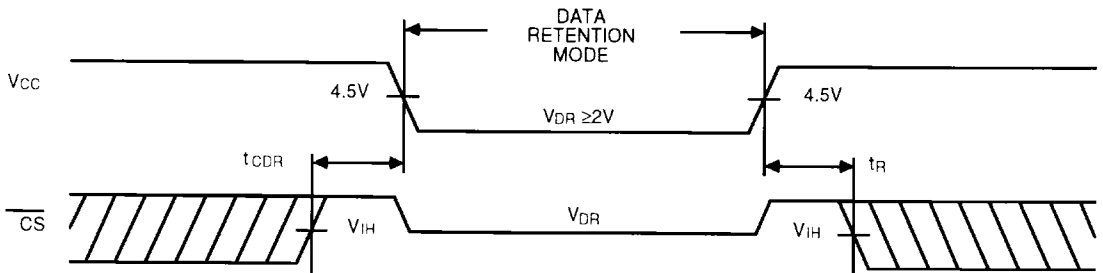 DATA
RETENTION
MODE
VCC
4.5V
4.5V
VDR ≥2V
tCDR
tR
CS
VIH
VDR
VIH